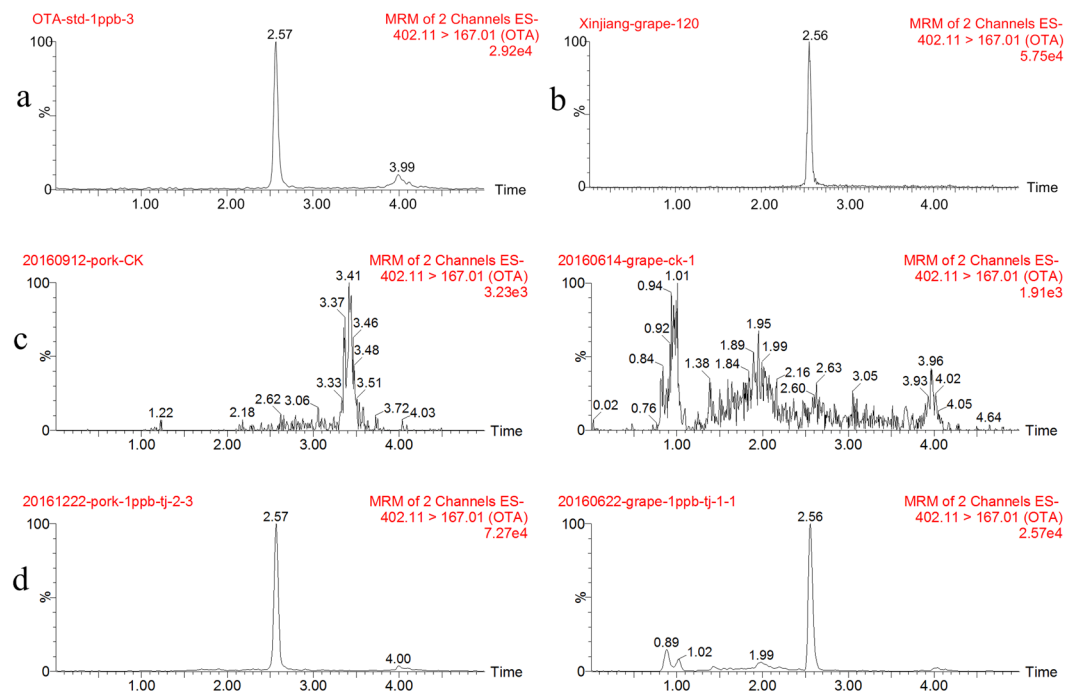 a
OTA-std-1ppb-3
MRM of 2 Channels ES-
402.11 > 167.01 (OTA)
2.92e4
100
%
0
2.57
3.99
Time
1.00 2.00 3.00 4.00
b
Xinjiang-grape-120
MRM of 2 Channels ES-
402.11 > 167.01 (OTA)
5.75e4
100
%
0
2.56
Time
1.00 2.00 3.00 4.00
c
20160912-pork-CK
MRM of 2 Channels ES-
402.11 > 167.01 (OTA)
3.23e3
100
%
0
1.22
2.18
2.62
3.06
3.33
3.37
3.41
3.46
3.48
3.51
3.72
4.03
Time
1.00 2.00 3.00 4.00
20160614-grape-ck-1
MRM of 2 Channels ES-
402.11 > 167.01 (OTA)
1.91e3
100
%
0
0.02
0.76
0.84
0.92
0.94
1.01
1.38
1.84
1.89
1.95
1.99
2.16
2.60
2.63
3.05
3.93
3.96
4.02
4.05
4.64
Time
1.00 2.00 3.00 4.00
d
20161222-pork-1ppb-tj-2-3
MRM of 2 Channels ES-
402.11 > 167.01 (OTA)
7.27e4
100
%
0
2.57
4.00
Time
1.00 2.00 3.00 4.00
20160622-grape-1ppb-tj-1-1
MRM of 2 Channels ES-
402.11 > 167.01 (OTA)
2.57e4
100
%
0
0.89
1.02
1.99
2.56
Time
1.00 2.00 3.00 4.00